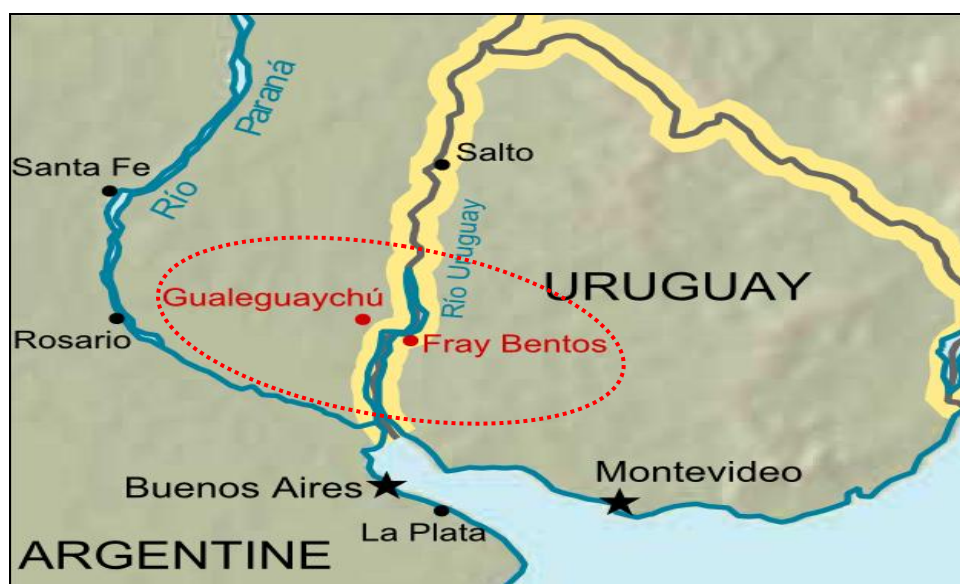 Paraná
Río
Santa Fe
Salto
Río Uruguay
URUGUAY
Gualeguaychú
Rosario
Fray Bentos
Montevideo
Buenos Aires
La Plata
ARGENTINE